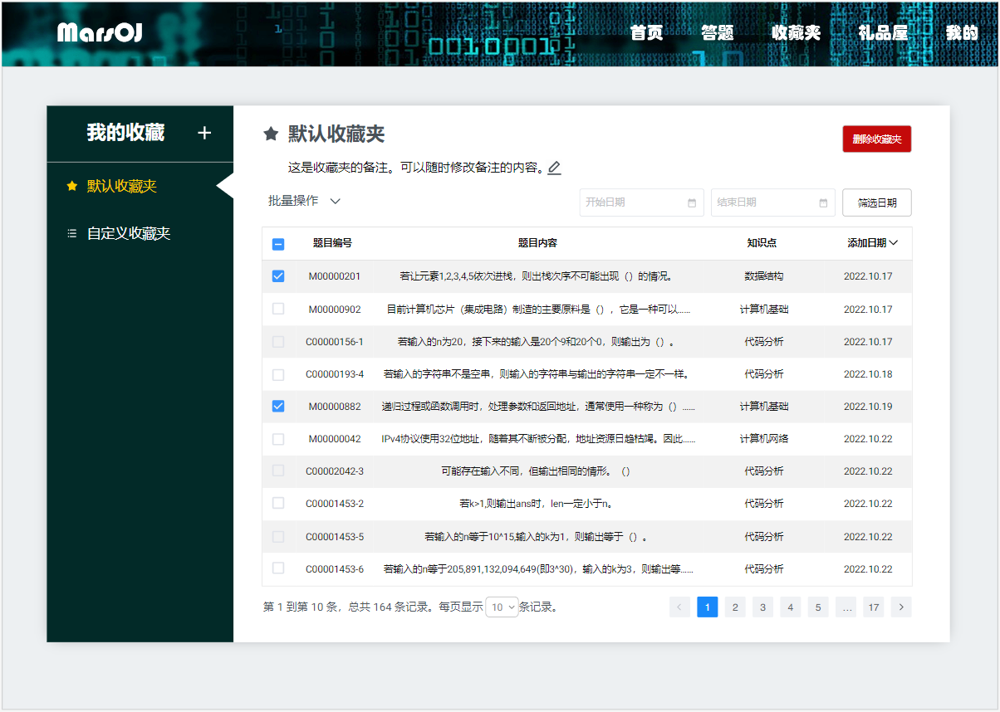 MarsOJ 首页 答题 收藏夹 礼品屋 我的
我的收藏 +
默认收藏夹
自定义收藏夹
默认收藏夹
删除收藏夹
这是收藏夹的备注。可以随时修改备注的内容。
批量操作 开始日期 结束日期 筛选日期
题目编号 题目内容 知识点 添加日期
M00000201 若让元素1,2,3,4,5依次进栈，则出栈次序不可能出现（）的情况。 数据结构 2022.10.17
M00000902 目前计算机芯片（集成电路）制造的主要原料是（），它是一种可以…… 计算机基础 2022.10.17
C00000156-1 若输入的n为20，接下来的输入是20个9和20个0，则输出为（）。 代码分析 2022.10.17
C00000193-4 若输入的字符串不是空串，则输入的字符串与输出的字符串一定不一样。 代码分析 2022.10.18
M00000882 递归过程或函数调用时，处理参数和返回地址，通常使用一种称为（）…… 计算机基础 2022.10.19
M00000042 IPv4协议使用32位地址，随着其不断被分配，地址资源日趋枯竭。因此…… 计算机网络 2022.10.22
C00002042-3 可能存在输入不同，但输出相同的情形。（） 代码分析 2022.10.22
C00001453-2 若k>1,则输出ans时，len一定小于n。 代码分析 2022.10.22
C00001453-5 若输入的n等于10^15,输入的k为1，则输出等于（）。 代码分析 2022.10.22
C00001453-6 若输入的n等于205,891,132,094,649(即3^30)，输入的k为3，则输出等…… 代码分析 2022.10.22
第 1 到第 10 条，总共 164 条记录。每页显示 10 条记录。 < 1 2 3 4 5 … 17 >